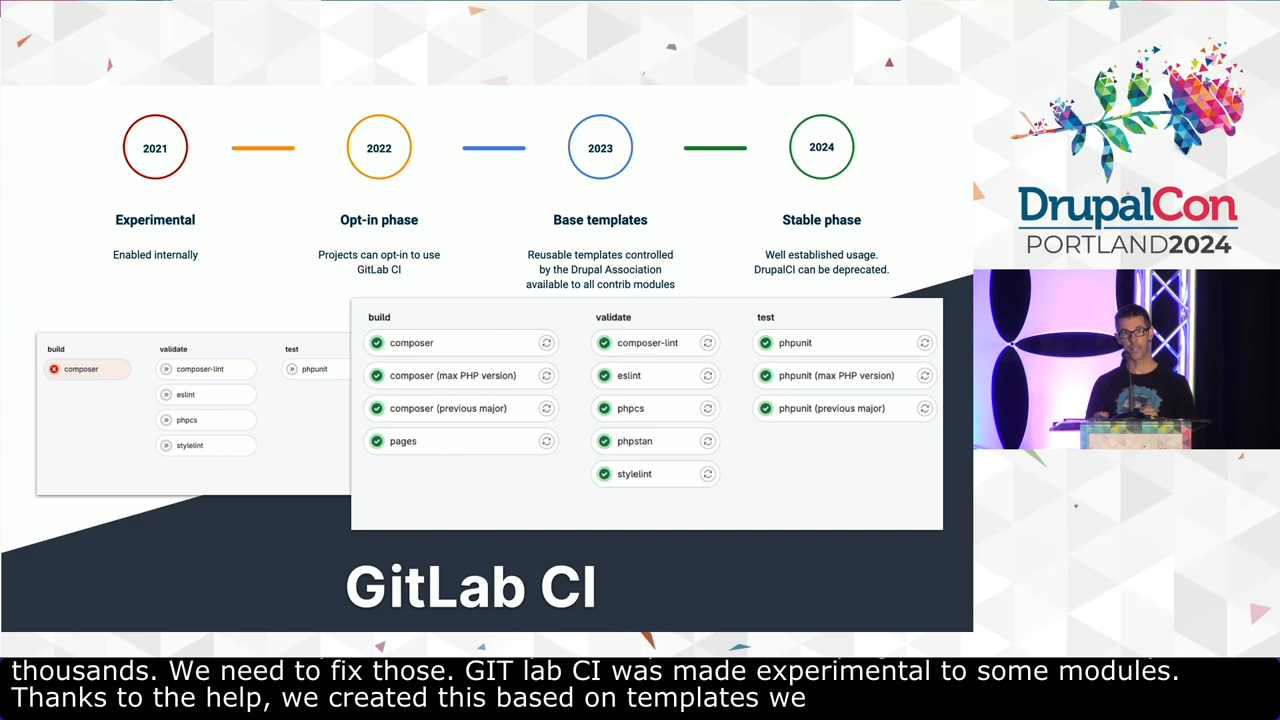 2021
2022
2023
2024
Experimental
Opt-in phase
Base templates
Stable phase
Enabled internally
Projects can opt-in to use
GitLab CI
Reusable templates controlled
by the Drupal Association
available to all contrib modules
Well established usage.
DrupalCI can be deprecated.
build
validate
test
composer
composer-lint
phpunit
eslint
phpcs
stylelint
build
validate
test
composer
composer-lint
phpunit
composer (max PHP version)
eslint
phpunit (max PHP version)
composer (previous major)
phpcs
phpunit (previous major)
pages
phpstan
stylelint
GitLab CI
DrupalCon
PORTLAND2024
thousands. We need to fix those. GIT lab CI was made experimental to some modules.
Thanks to the help, we created this based on templates we